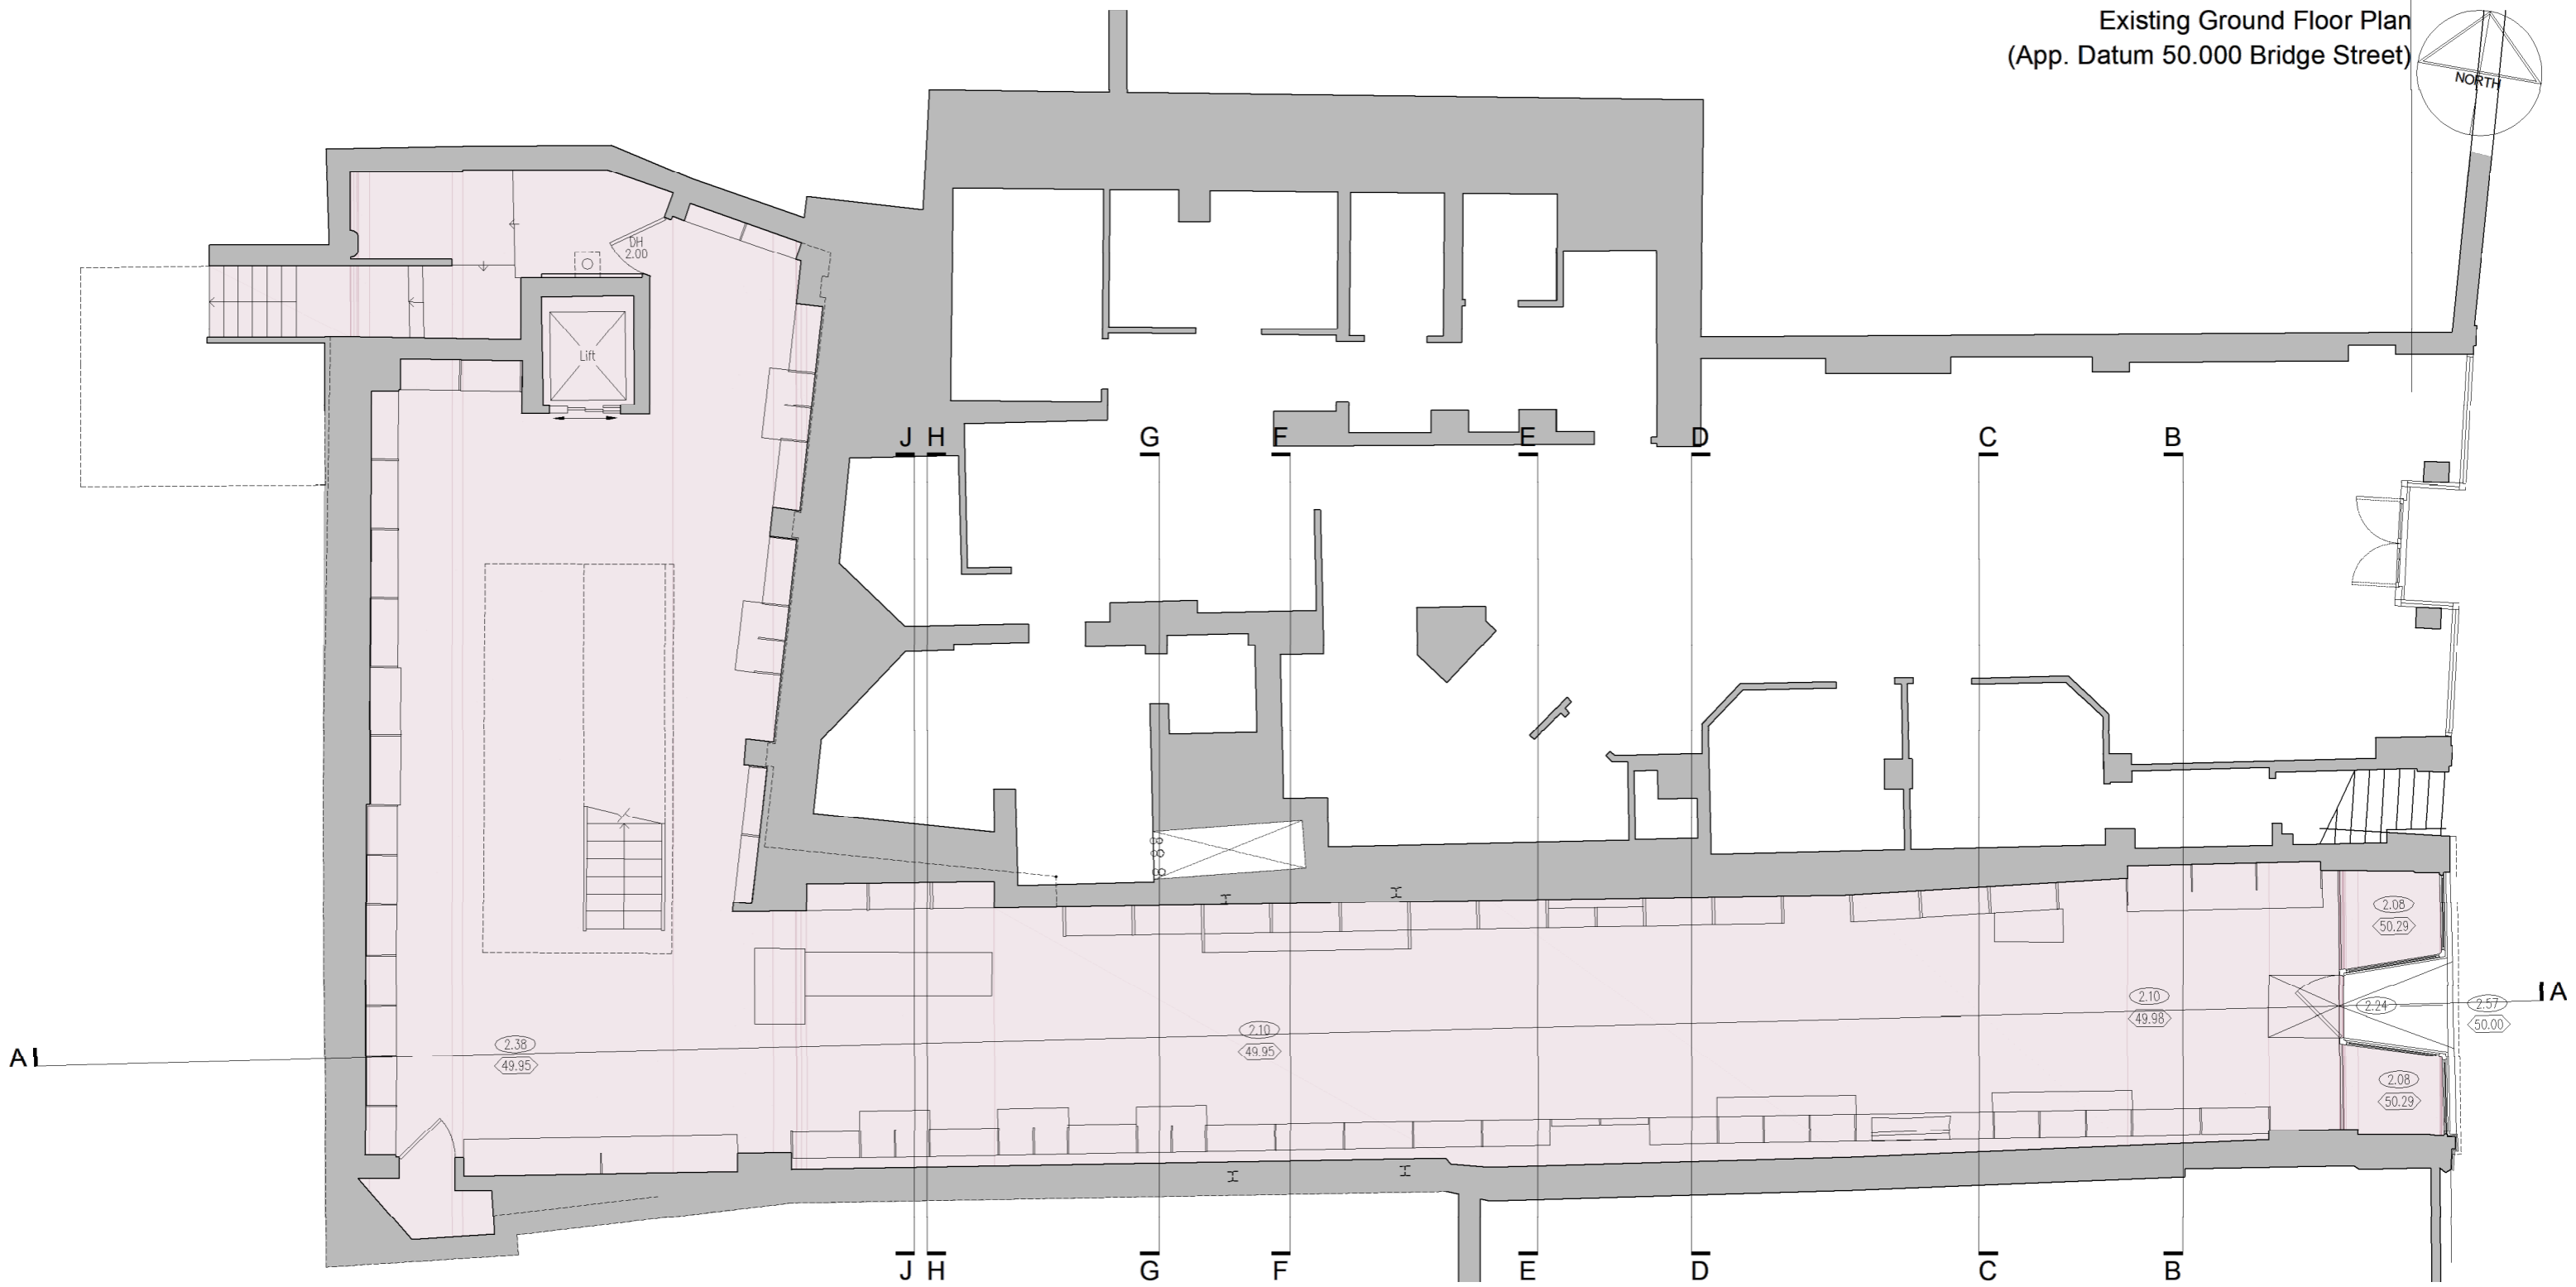 Existing Ground Floor Plan
(App. Datum 50.000 Bridge Street)
NORTH
DH
2.00
Lift
J H G F E D C B
2.08
50.29
A
2.10
49.98
2.24
2.57
50.00
2.10
49.95
2.38
49.95
A
2.08
50.29
J H G F E D C B